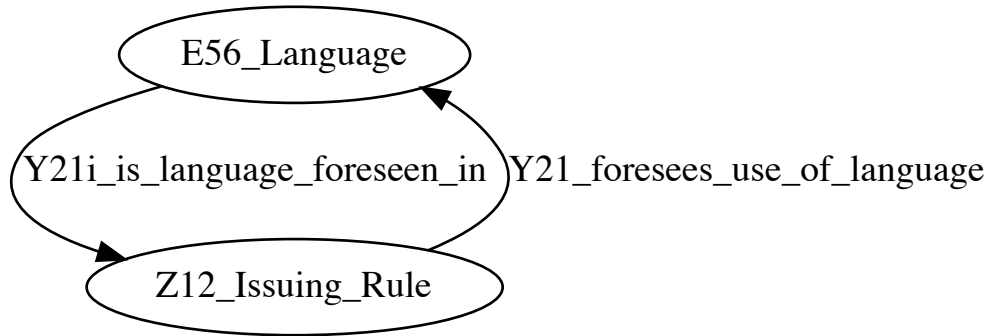 E56_Language
Y21i_is_language_foreseen_in
Y21_foresees_use_of_language
Z12_Issuing_Rule